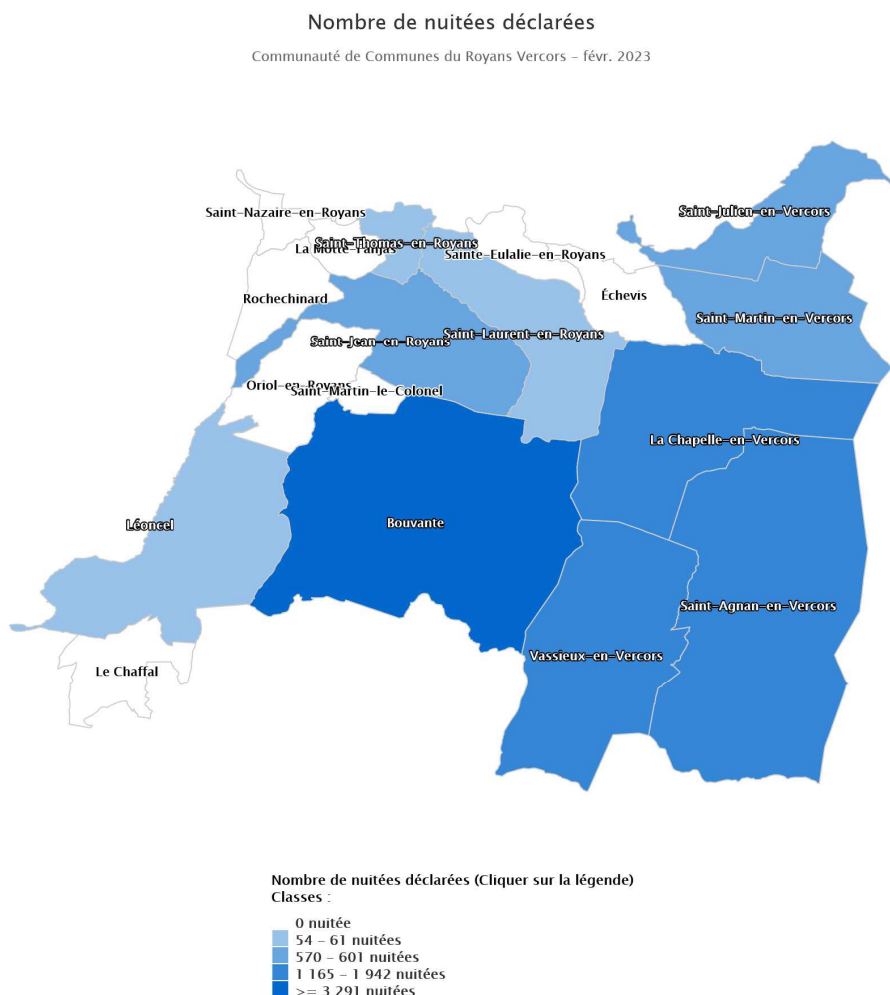 Nombre de nuitées déclarées
Communauté de Communes du Royans Vercors – févr. 2023
Saint-Nazaire-en-Royans
Saint-Julien-en-Vercors
Saint-Thomas-en-Royans
La Motte-Fanjas
Sainte-Eulalie-en-Royans
Rochechinard
Échevis
Saint-Martin-en-Vercors
Saint-Laurent-en-Royans
Saint-Jean-en-Royans
Oriol-en-Royans
Saint-Martin-le-Colonel
La Chapelle-en-Vercors
Léoncel
Bouvante
Saint-Agnan-en-Vercors
Vassieux-en-Vercors
Le Chaffal
Nombre de nuitées déclarées (Cliquer sur la légende)
Classes :
0 nuitée
54 – 61 nuitées
570 – 601 nuitées
1 165 – 1 942 nuitées
>= 3 291 nuitées